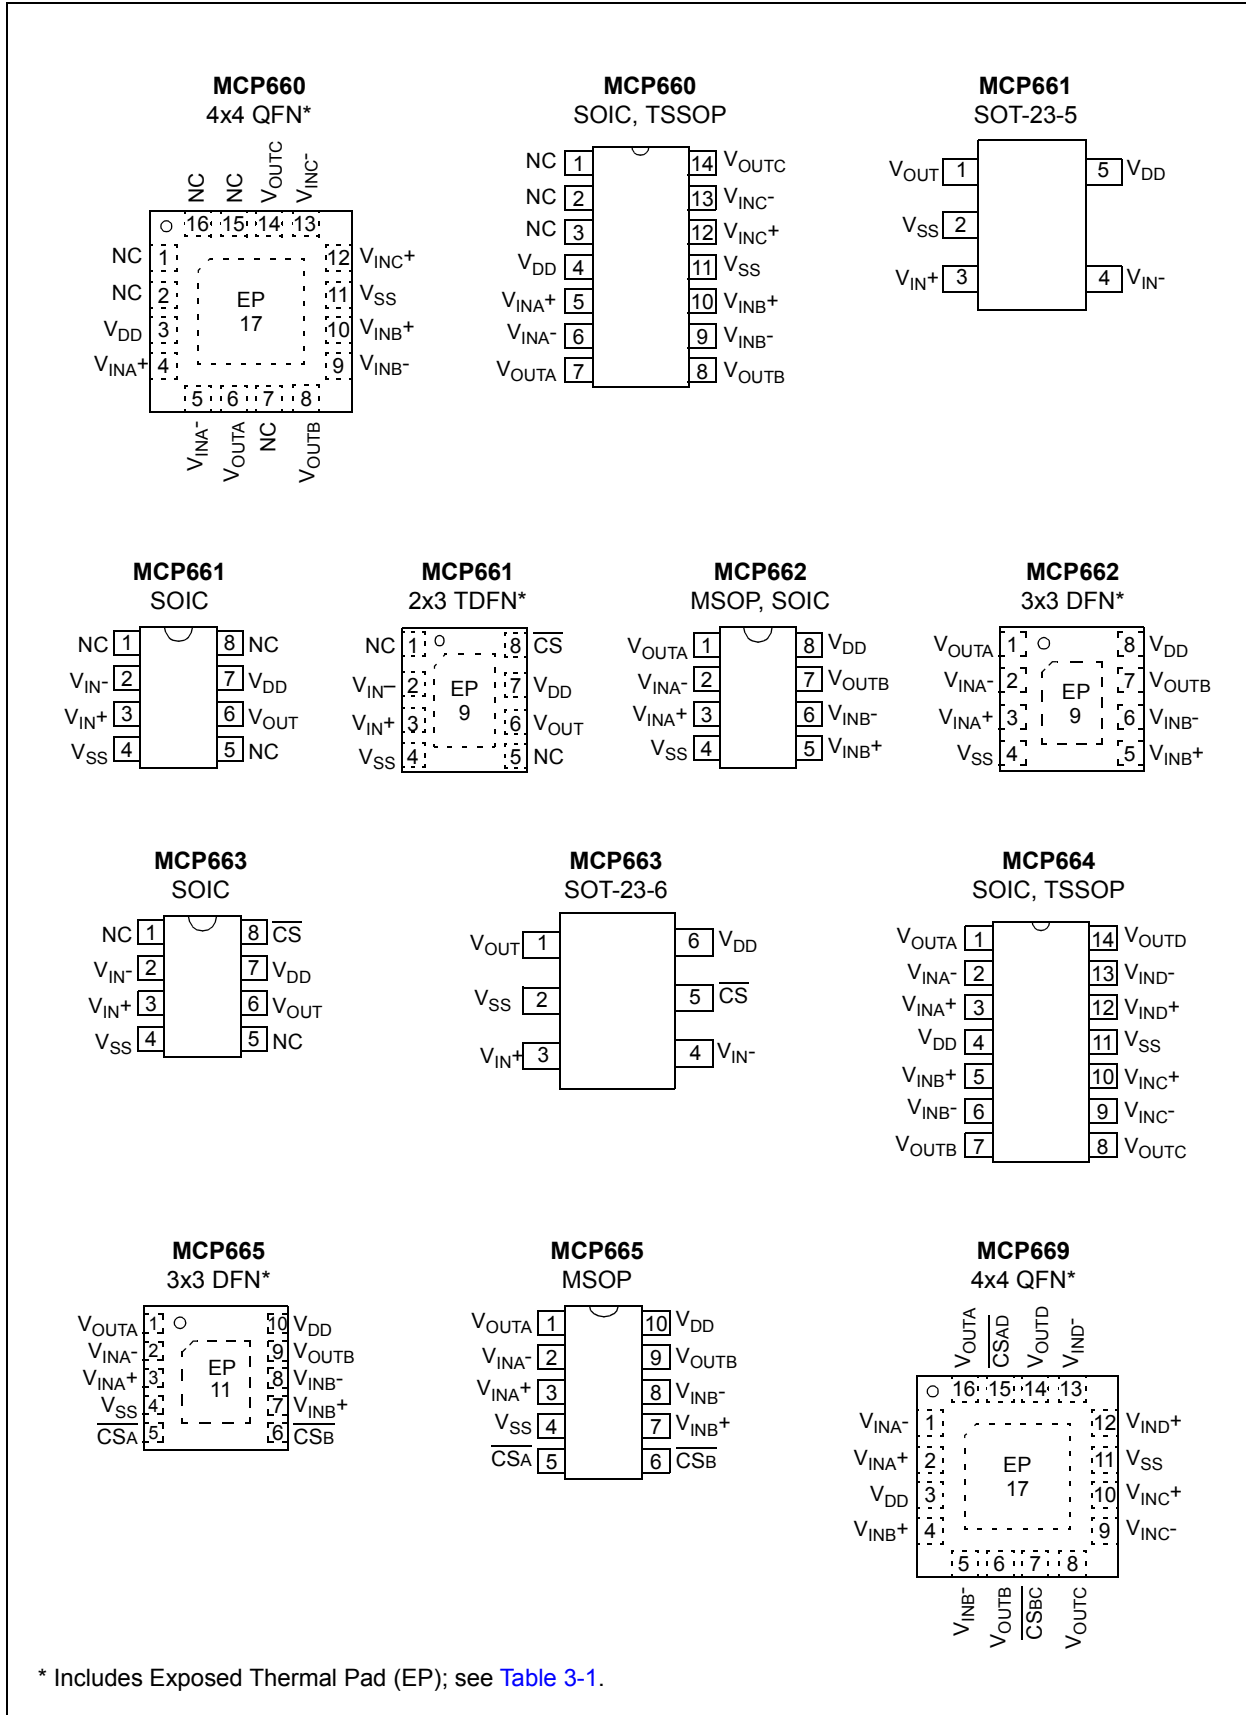 MCP660
4x4 QFN*
NC NC VOUTC VINC-
16 15 14 13
NC 1 12 VINC+
NC 2 11 VSS
VDD 3 10 VINB+
VINA+ 4 9 VINB-
EP
17
5 6 7 8
VINA- VOUTA NC VOUTB
MCP660
SOIC, TSSOP
NC 1 14 VOUTC
NC 2 13 VINC-
NC 3 12 VINC+
VDD 4 11 VSS
VINA+ 5 10 VINB+
VINA- 6 9 VINB-
VOUTA 7 8 VOUTB
MCP661
SOT-23-5
VOUT 1 5 VDD
VSS 2
VIN+ 3 4 VIN-
MCP661
SOIC
NC 1 8 NC
VIN- 2 7 VDD
VIN+ 3 6 VOUT
VSS 4 5 NC
MCP661
2x3 TDFN*
NC 1 8 CS
VIN– 2 7 VDD
VIN+ 3 6 VOUT
VSS 4 5 NC
EP
9
MCP662
MSOP, SOIC
VOUTA 1 8 VDD
VINA- 2 7 VOUTB
VINA+ 3 6 VINB-
VSS 4 5 VINB+
MCP662
3x3 DFN*
VOUTA 1 8 VDD
VINA- 2 7 VOUTB
VINA+ 3 6 VINB-
VSS 4 5 VINB+
EP
9
MCP663
SOIC
NC 1 8 CS
VIN- 2 7 VDD
VIN+ 3 6 VOUT
VSS 4 5 NC
MCP663
SOT-23-6
VOUT 1 6 VDD
VSS 2 5 CS
VIN+ 3 4 VIN-
MCP664
SOIC, TSSOP
VOUTA 1 14 VOUTD
VINA- 2 13 VIND-
VINA+ 3 12 VIND+
VDD 4 11 VSS
VINB+ 5 10 VINC+
VINB- 6 9 VINC-
VOUTB 7 8 VOUTC
MCP665
3x3 DFN*
VOUTA 1 10 VDD
VINA- 2 9 VOUTB
VINA+ 3 8 VINB-
VSS 4 7 VINB+
CSA 5 6 CSB
EP
11
MCP665
MSOP
VOUTA 1 10 VDD
VINA- 2 9 VOUTB
VINA+ 3 8 VINB-
VSS 4 7 VINB+
CSA 5 6 CSB
MCP669
4x4 QFN*
VOUTA CSAD VOUTD VIND-
16 15 14 13
VINA- 1 12 VIND+
VINA+ 2 11 VSS
VDD 3 10 VINC+
VINB+ 4 9 VINC-
EP
17
5 6 7 8
VINB- VOUTB CSBC VOUTC
* Includes Exposed Thermal Pad (EP); see Table 3-1.